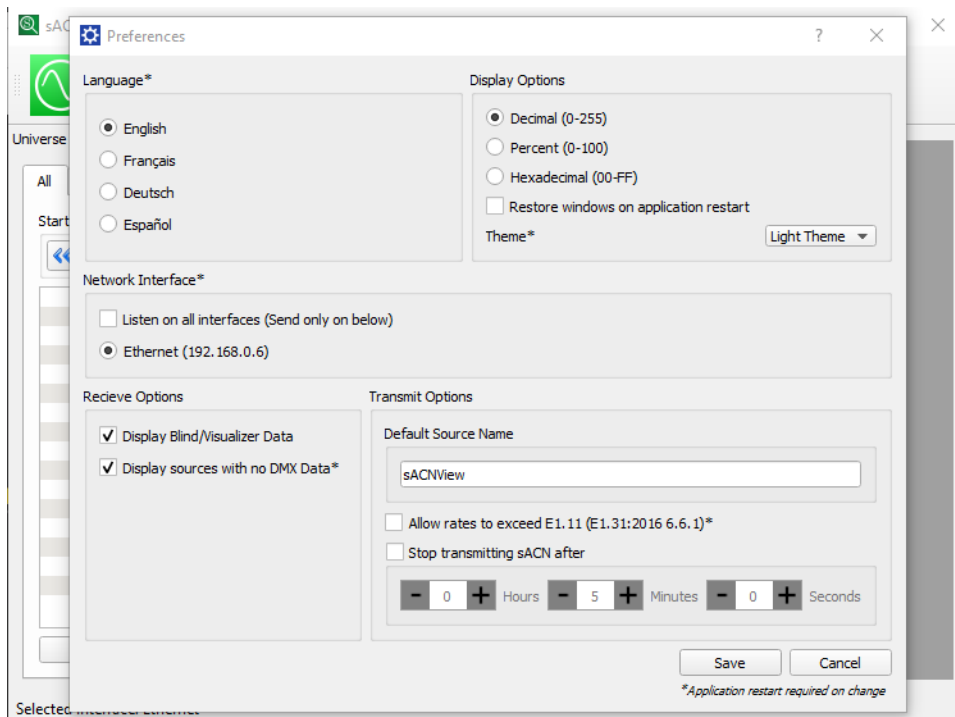 sAC
Preferences
?
Language*
English
Français
Deutsch
Español
Display Options
Decimal (0-255)
Percent (0-100)
Hexadecimal (00-FF)
Restore windows on application restart
Theme*
Light Theme
Universe
All
Start
Network Interface*
Listen on all interfaces (Send only on below)
Ethernet (192.168.0.6)
Recieve Options
Display Blind/Visualizer Data
Display sources with no DMX Data*
Transmit Options
Default Source Name
sACNView
Allow rates to exceed E1.11 (E1.31:2016 6.6.1)*
Stop transmitting sACN after
- 0 + Hours - 5 + Minutes - 0 + Seconds
Save Cancel
*Application restart required on change
Selected Interface: Ethernet